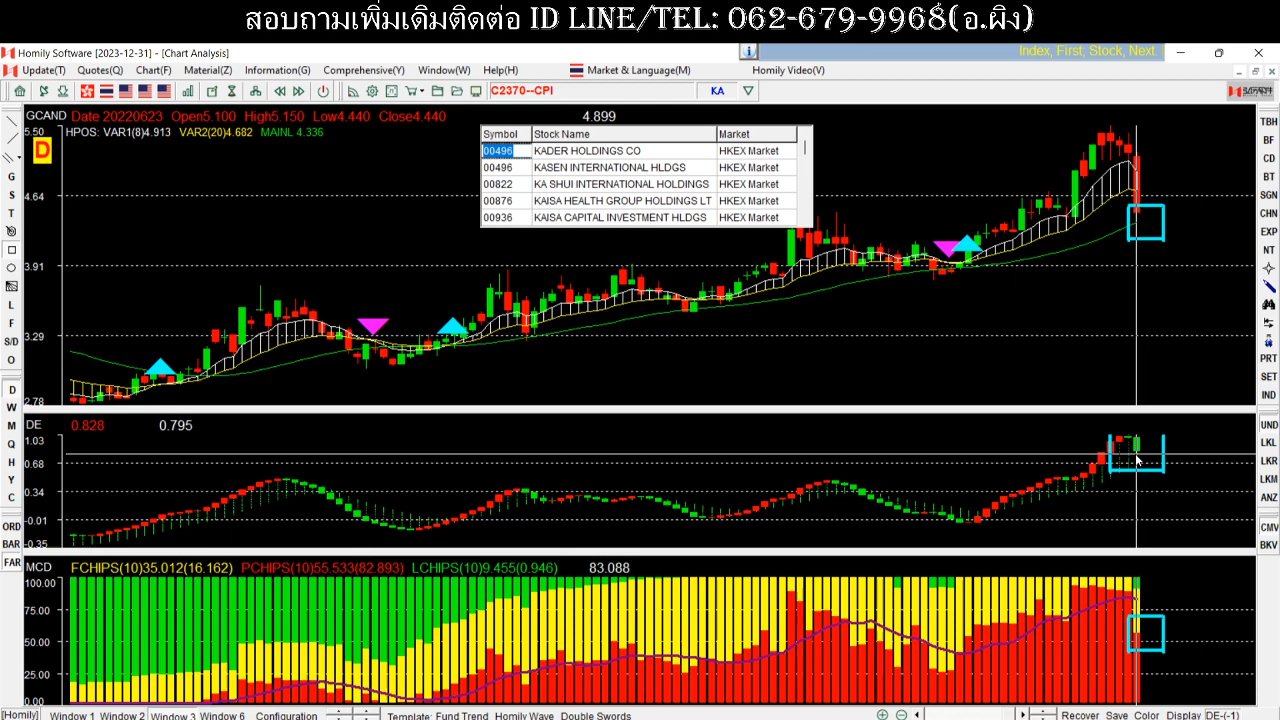 สอบถามเพิ่มเติมติดต่อ ID LINE/TEL: 062-679-9968(อ.ผิง)
Homily Software [2023-12-31] - [Chart Analysis]
Index, First, Stock, Next.
Update(T) Quotes(Q) Chart(F) Material(Z) Information(G) Comprehensive(Y) Window(W) Help(H) Market & Language(M) Homily Video(V)
C2370--CPI KA
GCAND Date 20220623 Open5.100 High5.150 Low4.440 Close4.440 4.899
5.50 HPOS: VAR1(8)4.913 VAR2(20)4.682 MAINL 4.336
D
Symbol Stock Name Market
00496 KADER HOLDINGS CO HKEX Market
00496 KASEN INTERNATIONAL HLDGS HKEX Market
00822 KA SHUI INTERNATIONAL HOLDINGS HKEX Market
00876 KAISA HEALTH GROUP HOLDINGS LT HKEX Market
00936 KAISA CAPITAL INVESTMENT HLDGS HKEX Market
4.64
3.91
3.29
2.78
DE 0.828 0.795
1.03
0.68
0.34
-0.01
-0.35
MCD FCHIPS(10)35.012(16.162) PCHIPS(10)55.533(82.893) LCHIPS(10)9.455(0.946) 83.088
100.00
75.00
50.00
25.00
0.00
G
S
T
L
F
S/D
O
D
W
M
Q
H
Y
C
ORD
BAR
FAR
TBH
BF
CD
BT
SGN
CHN
EXP
NT
PRT
SET
IND
UND
LKL
LKR
LKM
ANZ
CMV
BKV
[Homily] Window 1 Window 2 Window 3 Window 6 Configuration Template: Fund Trend Homily Wave Double Swords Recover Save Color Display DE-(-1)